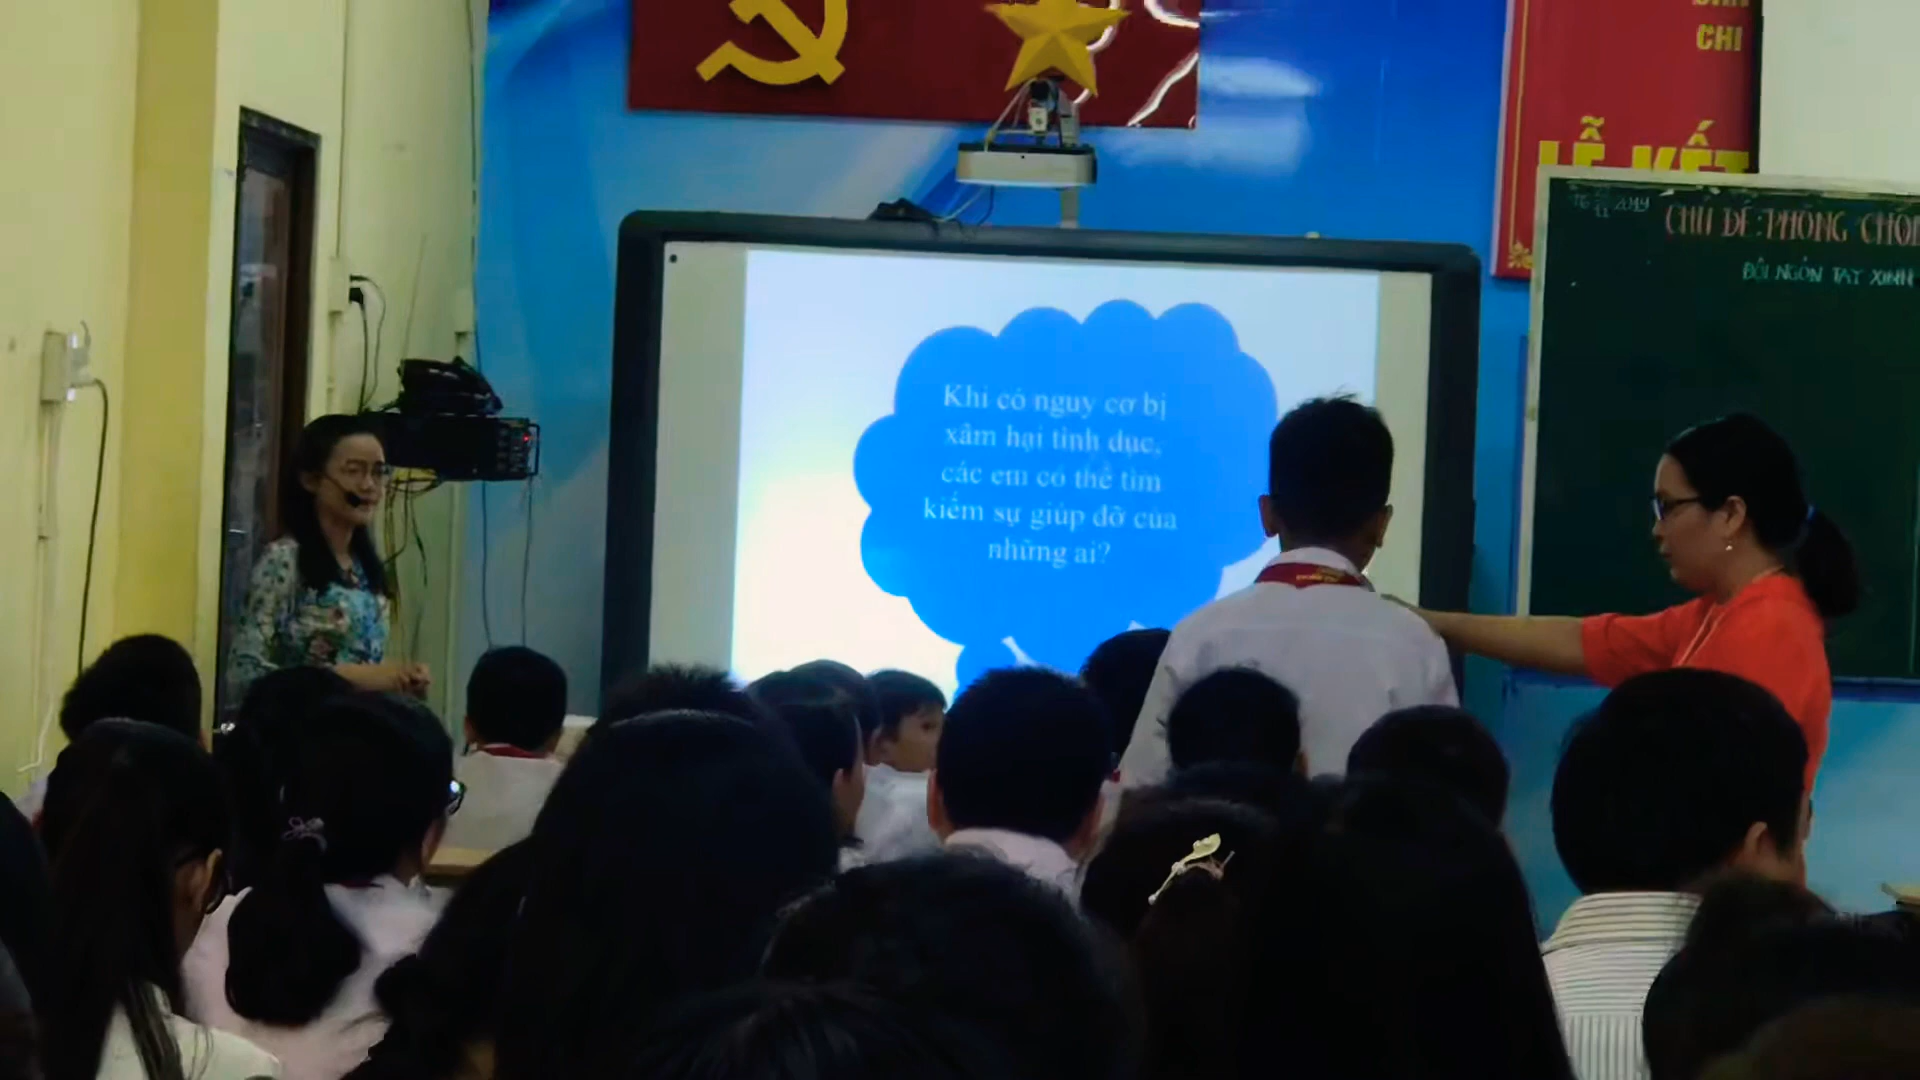 CHI
LỄ KẾT
2019
CHỦ ĐỀ: PHÒNG
ĐÔI NGÓN TAY XINH
Khi có nguy cơ bị
xâm hại tình dục,
các em có thể tìm
kiếm sự giúp đỡ của
những ai?